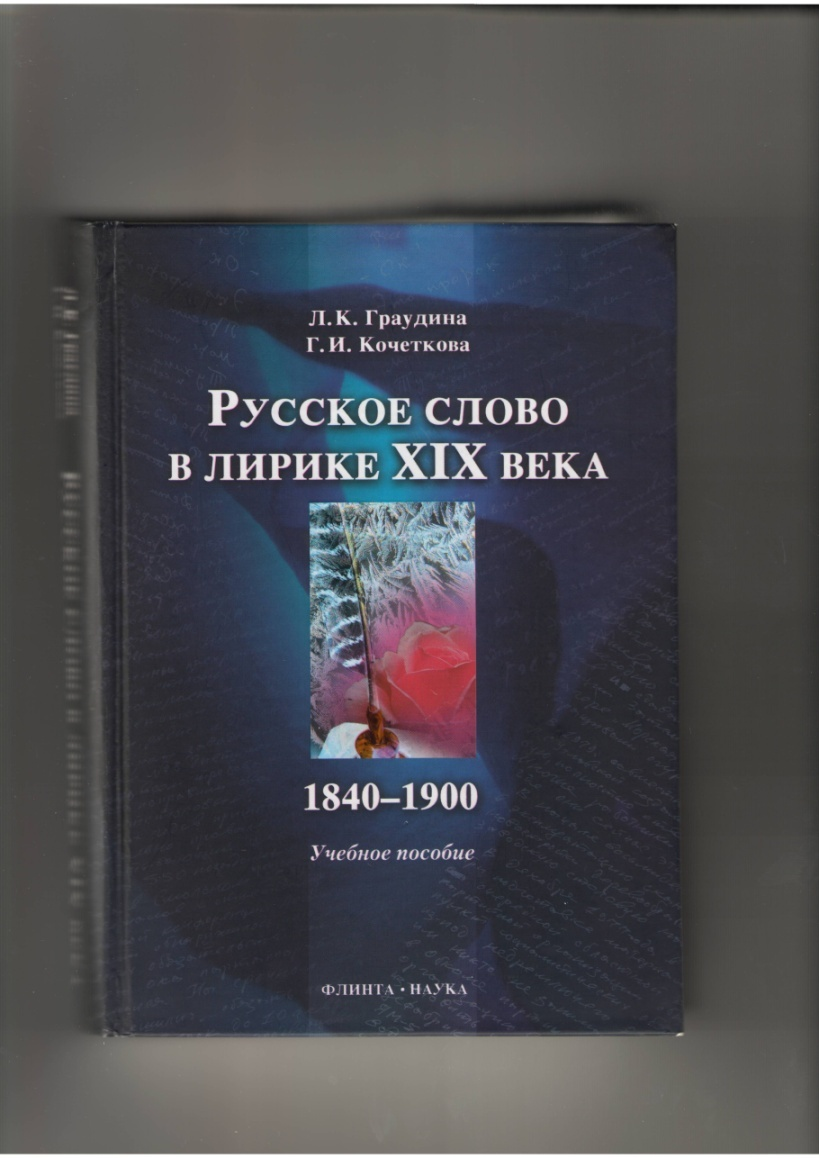 Л.К. Граудина
Г.И. Кочеткова
Русское слово
в лирике XIX века
1840–1900
Учебное пособие
ФЛИНТА • НАУКА